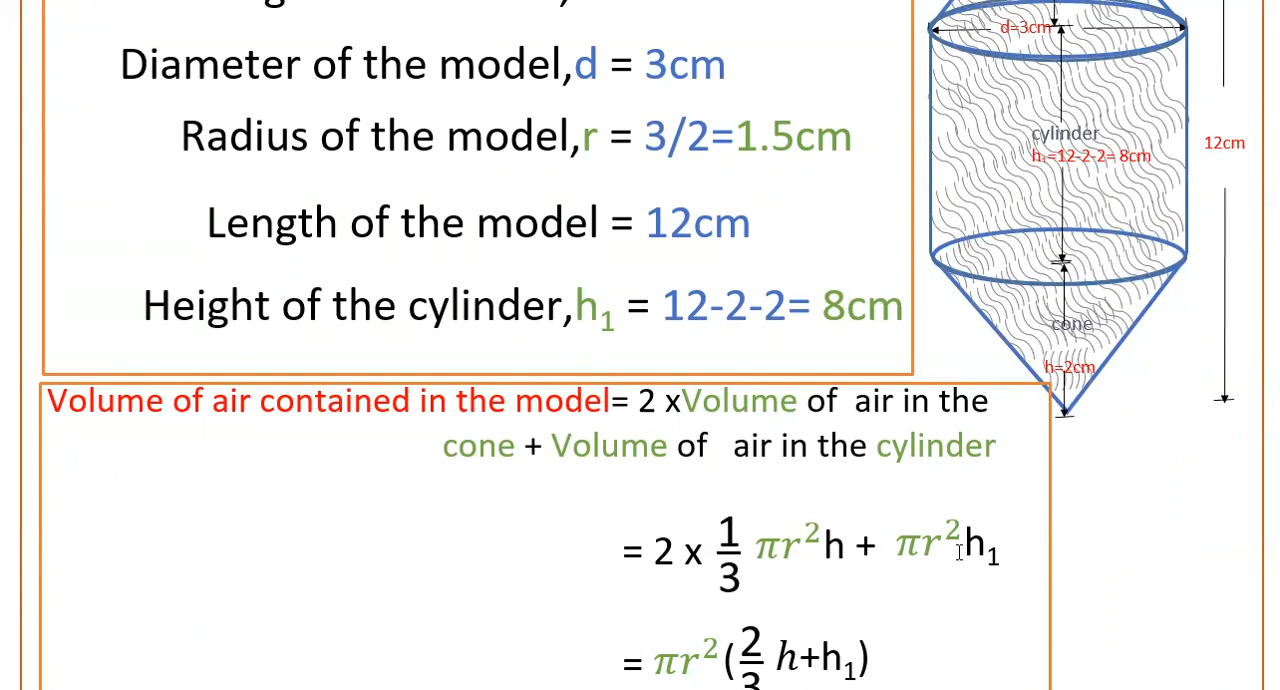 Diameter of the model,d = 3cm
Radius of the model,r = 3/2=1.5cm
Length of the model = 12cm
Height of the cylinder,h₁ = 12-2-2= 8cm
d=3cm
cylinder
h₁=12-2-2= 8cm
12cm
cone
h=2cm
Volume of air contained in the model= 2 xVolume of air in the
cone + Volume of air in the cylinder
= 2 x 1/3 πr²h + πr²h₁
= πr²(2/3 h+h₁)